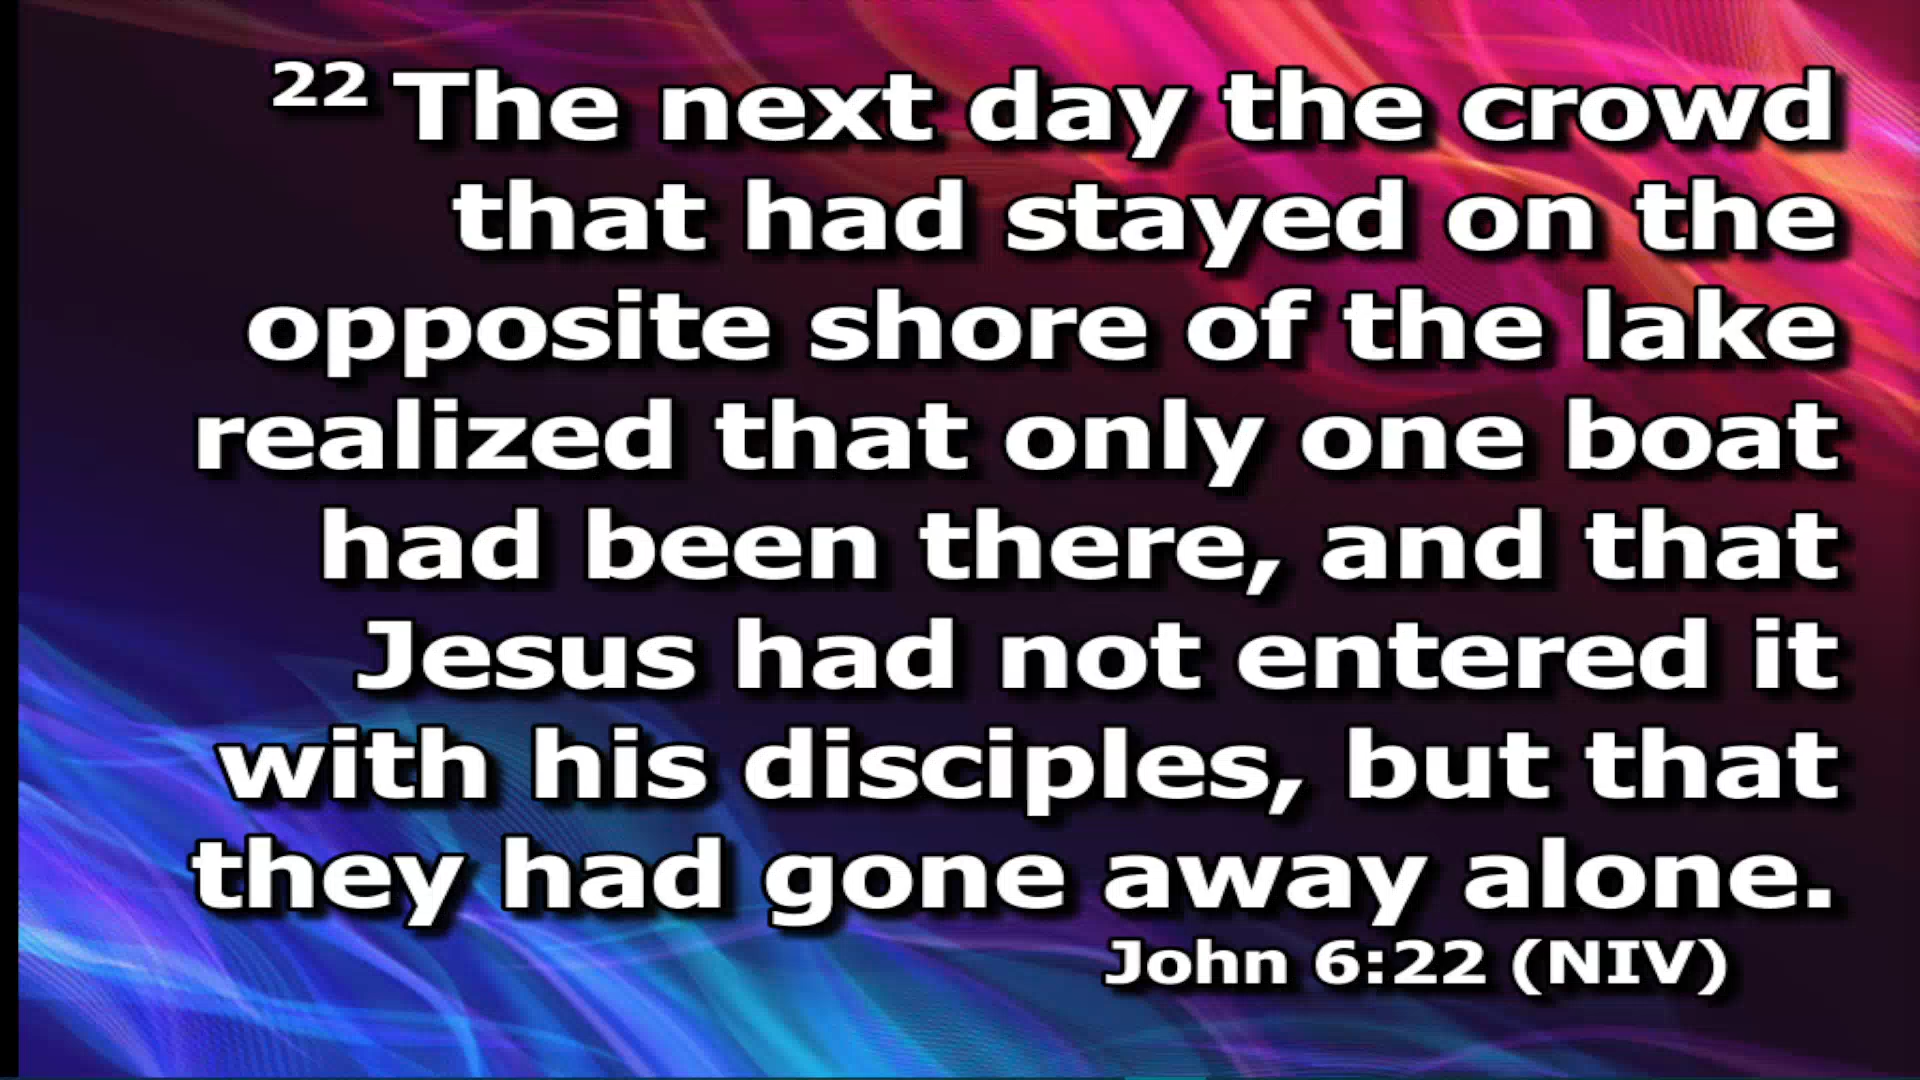 22 The next day the crowd
that had stayed on the
opposite shore of the lake
realized that only one boat
had been there, and that
Jesus had not entered it
with his disciples, but that
they had gone away alone.
John 6:22 (NIV)